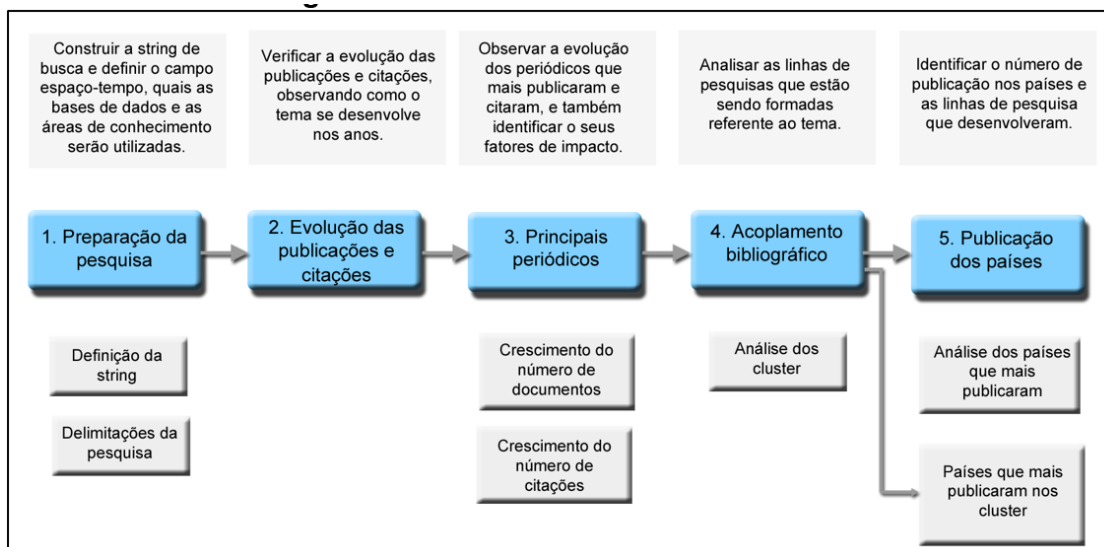 Construir a string de
busca e definir o campo
espaço-tempo, quais as
bases de dados e as
áreas de conhecimento
serão utilizadas.
Verificar a evolução das
publicações e citações,
observando como o
tema se desenvolve
nos anos.
Observar a evolução
dos periódicos que
mais publicaram e
citaram, e também
identificar o seus
fatores de impacto.
Analisar as linhas de
pesquisas que estão
sendo formadas
referente ao tema.
Identificar o número de
publicação nos países e
as linhas de pesquisa
que desenvolveram.
1. Preparação da
pesquisa
2. Evolução das
publicações e
citações
3. Principais
periódicos
4. Acoplamento
bibliográfico
5. Publicação
dos países
Definição da
string
Delimitações da
pesquisa
Crescimento do
número de
documentos
Crescimento do
número de
citações
Análise dos
cluster
Análise dos países
que mais
publicaram
Países que mais
publicaram nos
cluster